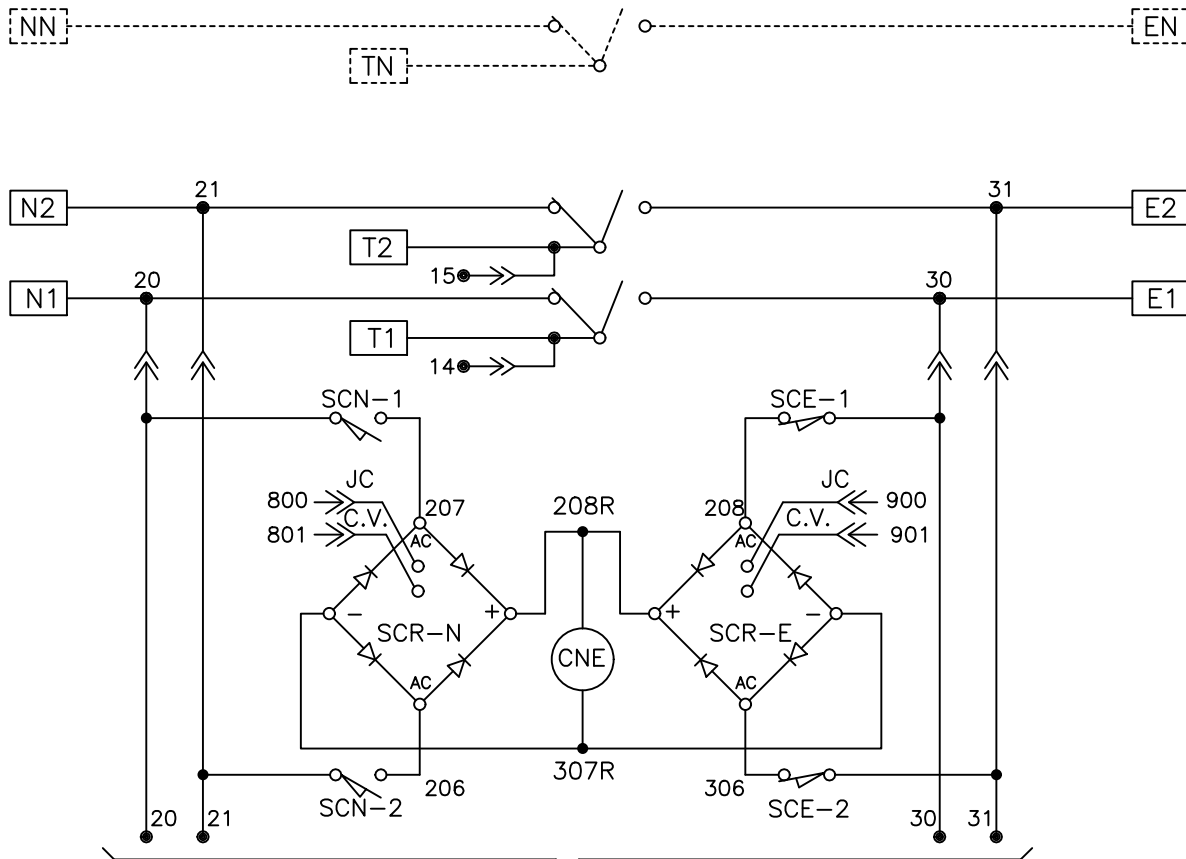 NN
EN
TN
21
31
N2
E2
T2
15
20
30
N1
E1
T1
14
SCN-1
SCE-1
JC
JC
800
207
208R
208
900
C.V.
C.V.
801
901
AC
AC
-
+
+
-
SCR-N
SCR-E
CNE
AC
AC
307R
206
306
SCN-2
SCE-2
20
21
30
31